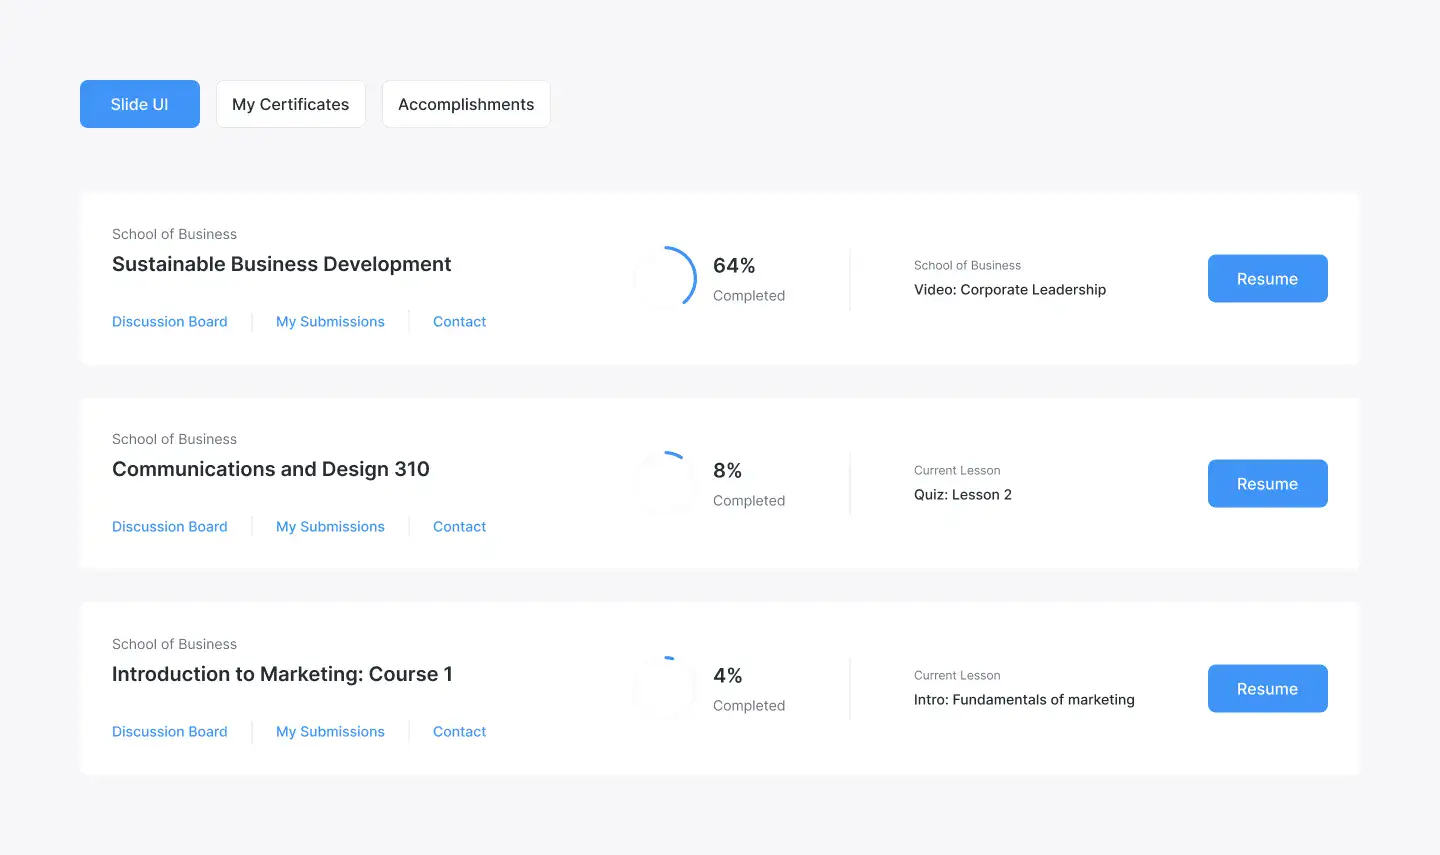 Slide UI
My Certificates
Accomplishments
School of Business
Sustainable Business Development
Discussion Board
My Submissions
Contact
64%
Completed
School of Business
Video: Corporate Leadership
Resume
School of Business
Communications and Design 310
Discussion Board
My Submissions
Contact
8%
Completed
Current Lesson
Quiz: Lesson 2
Resume
School of Business
Introduction to Marketing: Course 1
Discussion Board
My Submissions
Contact
4%
Completed
Current Lesson
Intro: Fundamentals of marketing
Resume